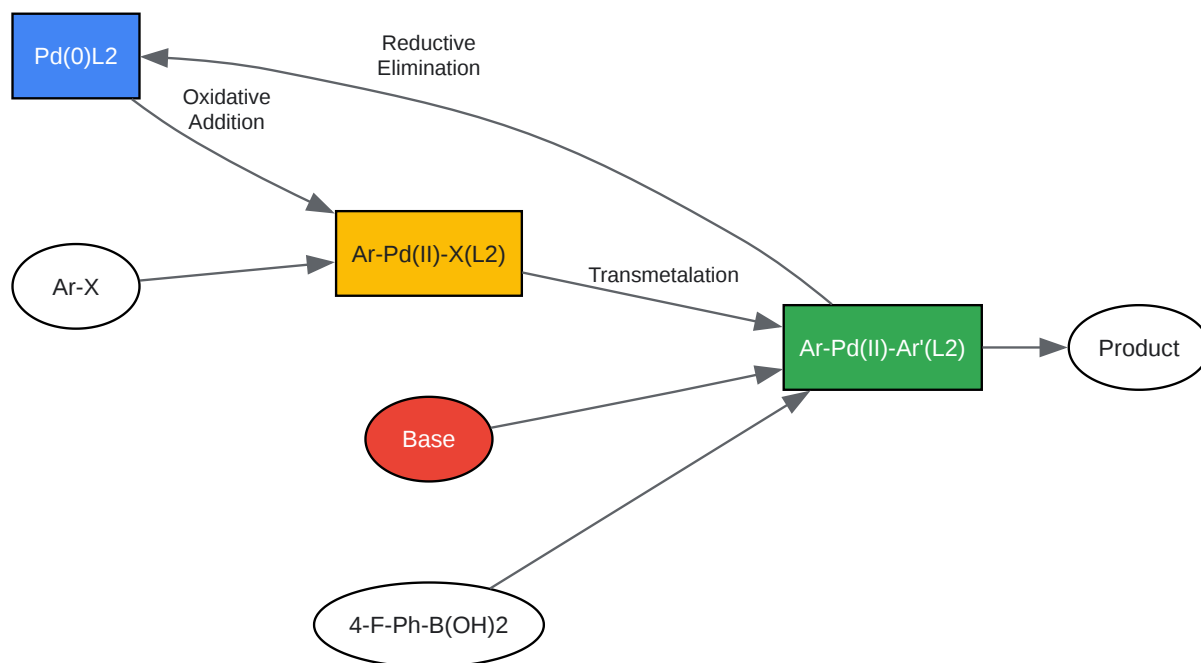 Pd(0)L2
Reductive
Elimination
Oxidative
Addition
Ar-Pd(II)-X(L2)
Ar-X
Transmetalation
Ar-Pd(II)-Ar'(L2)
Product
Base
4-F-Ph-B(OH)2